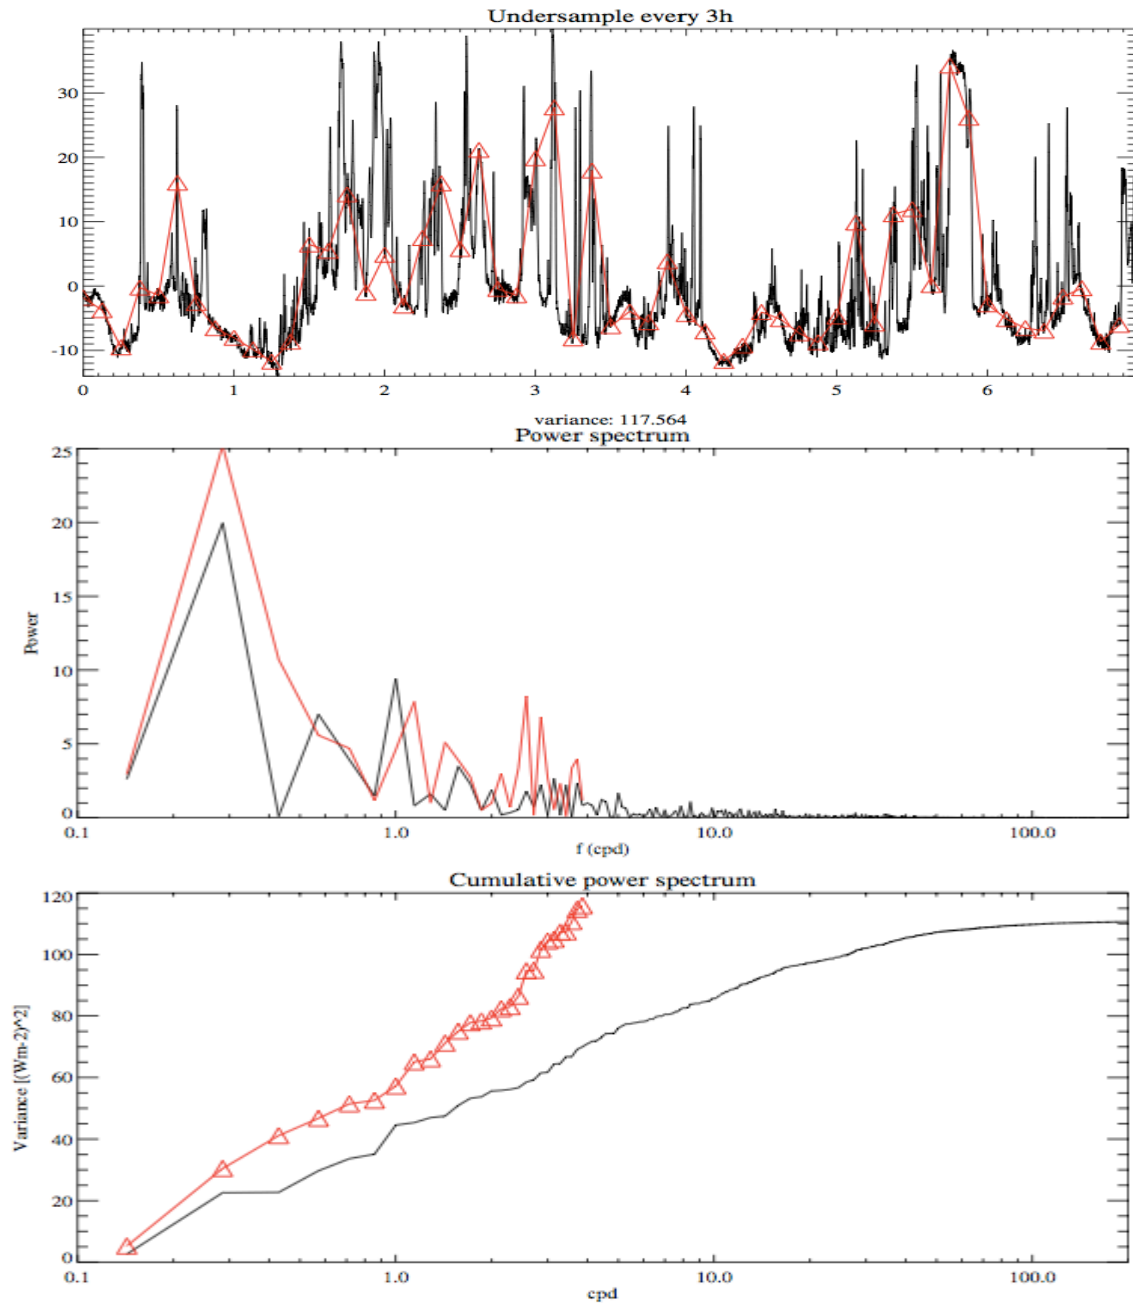 Undersample every 3h
30
20
10
0
-10
0 1 2 3 4 5 6
variance: 117.564
Power spectrum
25
20
15
10
5
0
Power
0.1 1.0 10.0 100.0
f (cpd)
Cumulative power spectrum
120
100
80
60
40
20
0
Variance [(Wm-2)^2]
0.1 1.0 10.0 100.0
cpd